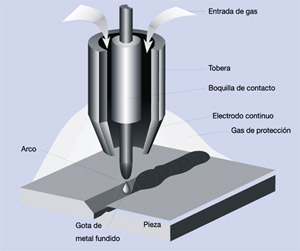 Entrada de gas
Tobera
Boquilla de contacto
Electrodo continuo
Gas de protección
Arco
Gota de
metal fundido
Pieza